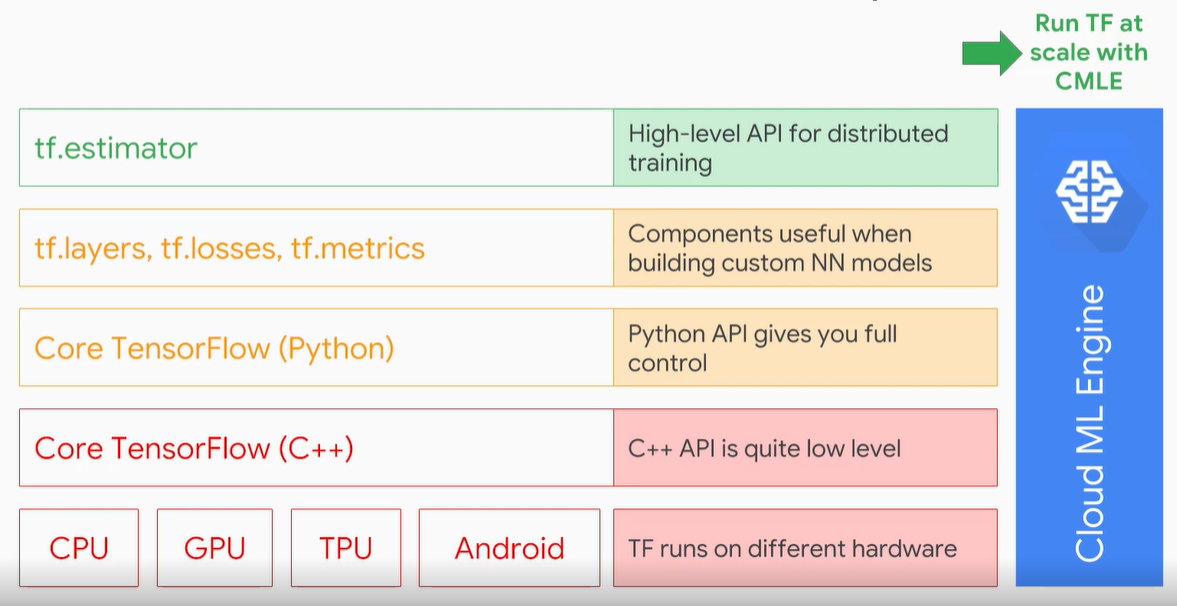 Run TF at
scale with
CMLE
tf.estimator
High-level API for distributed
training
tf.layers, tf.losses, tf.metrics
Components useful when
building custom NN models
Core TensorFlow (Python)
Python API gives you full
control
Core TensorFlow (C++)
C++ API is quite low level
CPU
GPU
TPU
Android
TF runs on different hardware
Cloud ML Engine